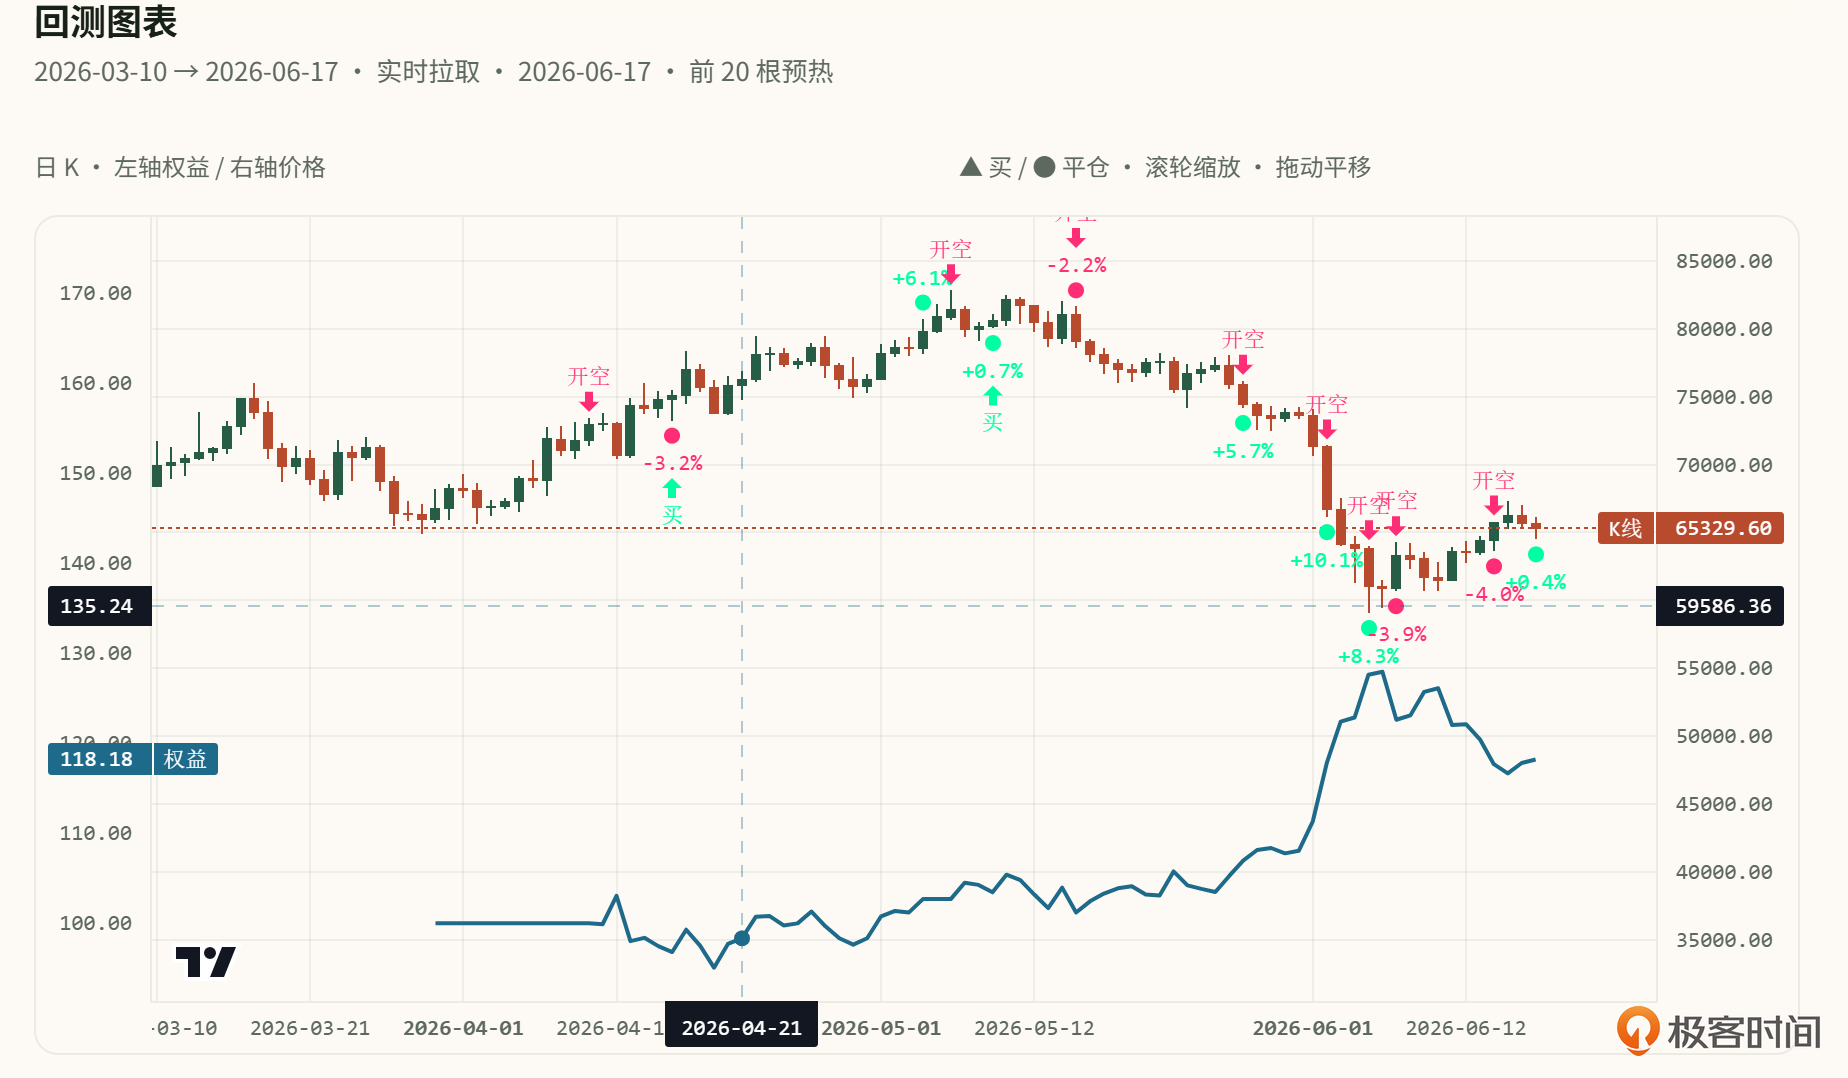 回测图表
2026-03-10 → 2026-06-17 • 实时拉取 • 2026-06-17 • 前 20 根预热
日 K • 左轴权益 / 右轴价格
▲ 买 / ● 平仓 • 滚轮缩放 • 拖动平移
170.00
160.00
150.00
140.00
135.24
130.00
120.00
118.18 权益
110.00
100.00
85000.00
80000.00
75000.00
70000.00
K线 65329.60
59586.36
55000.00
50000.00
45000.00
40000.00
35000.00
开空
-3.2%
买
+6.1%
开空
+0.7%
买
开空
-2.2%
开空
+5.7%
开空
+10.1%
开空
+8.3%
开空
-3.9%
开空
-4.0%
+0.4%
-03-10
2026-03-21
2026-04-01
2026-04-1
2026-04-21
2026-05-01
2026-05-12
2026-06-01
2026-06-12
极客时间